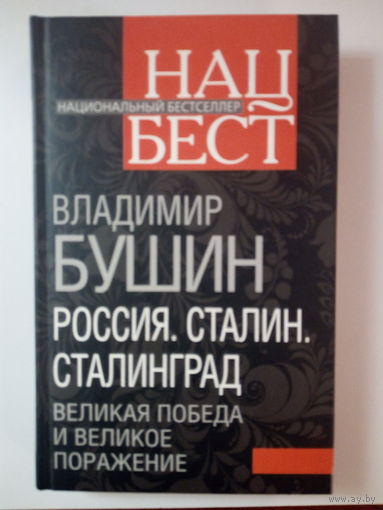 НАЦ
НАЦИОНАЛЬНЫЙ БЕСТСЕЛЛЕР
БЕСТ
ВЛАДИМИР
БУШИН
РОССИЯ. СТАЛИН.
СТАЛИНГРАД
ВЕЛИКАЯ ПОБЕДА
И ВЕЛИКОЕ
ПОРАЖЕНИЕ
www.ay.by